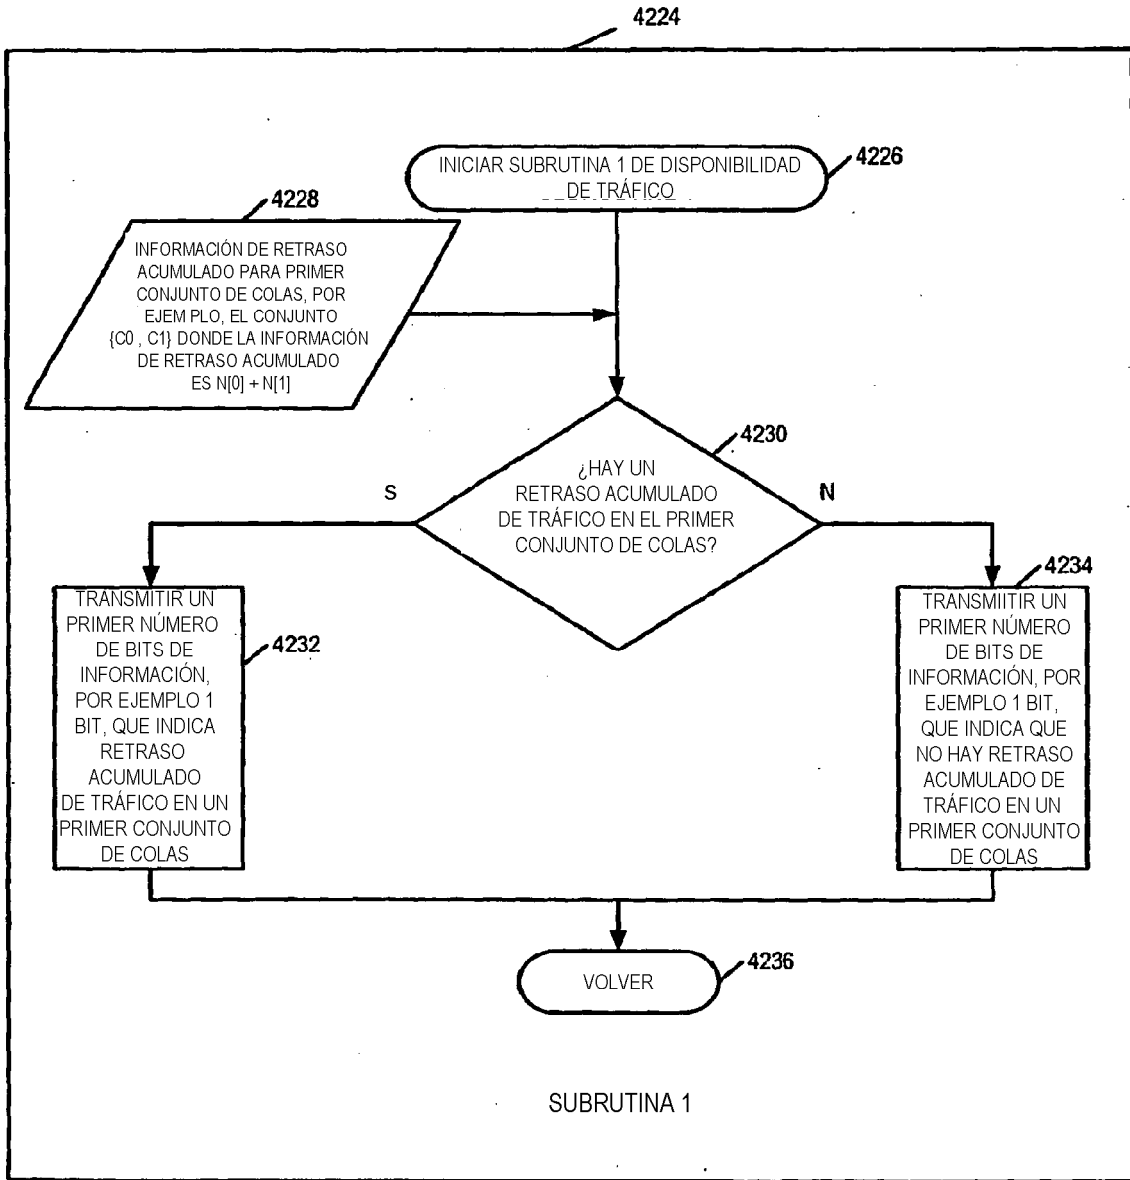 4224
INICIAR SUBRUTINA 1 DE DISPONIBILIDAD
DE TRÁFICO
4226
4228
INFORMACIÓN DE RETRASO
ACUMULADO PARA PRIMER
CONJUNTO DE COLAS, POR
EJEM PLO, EL CONJUNTO
{C0 , C1} DONDE LA INFORMACIÓN
DE RETRASO ACUMULADO
ES N[0] + N[1]
4230
¿HAY UN
RETRASO ACUMULADO
DE TRÁFICO EN EL PRIMER
CONJUNTO DE COLAS?
S
N
TRANSMITIR UN
PRIMER NÚMERO
DE BITS DE
INFORMACIÓN,
POR EJEMPLO 1
BIT, QUE INDICA
RETRASO
ACUMULADO
DE TRÁFICO EN UN
PRIMER CONJUNTO
DE COLAS
4232
4234
TRANSMIITIR UN
PRIMER NÚMERO
DE BITS DE
INFORMACIÓN, POR
EJEMPLO 1 BIT,
QUE INDICA QUE
NO HAY RETRASO
ACUMULADO DE
TRÁFICO EN UN
PRIMER CONJUNTO
DE COLAS
VOLVER
4236
SUBRUTINA 1